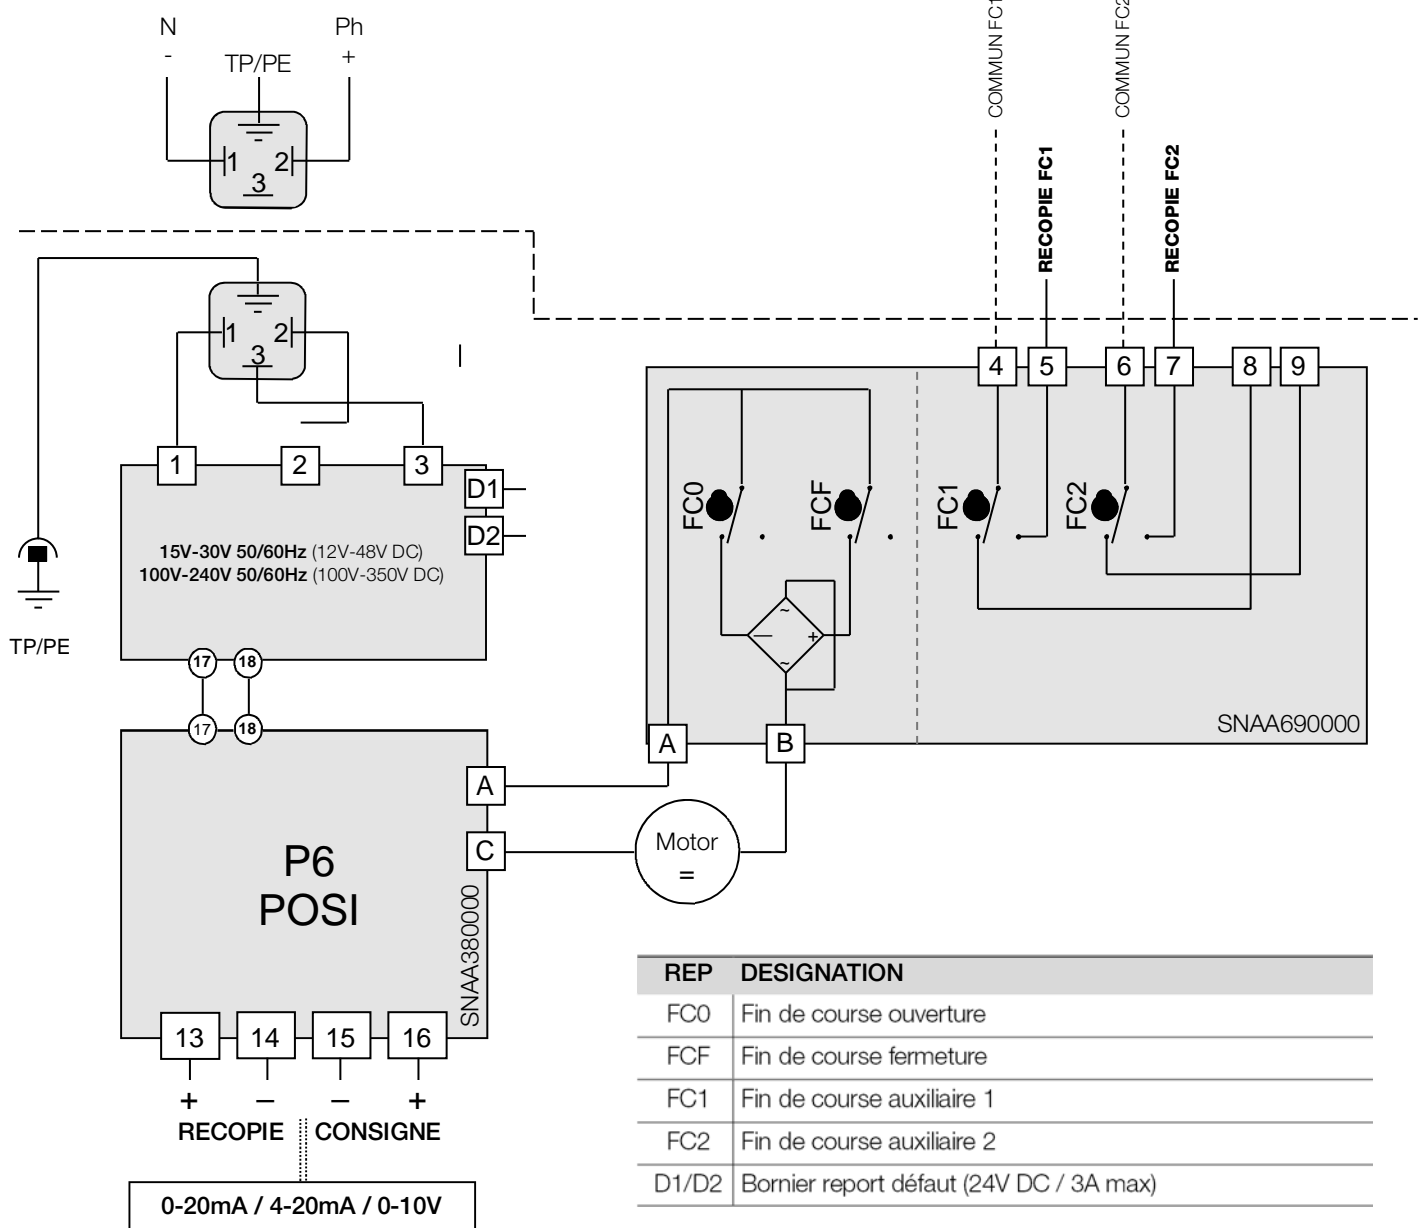 N
-
TP/PE
Ph
+
1
2
3
COMMUN FC1
RECOPIE FC1
COMMUN FC2
RECOPIE FC2
1
2
3
1
2
3
D1
D2
15V-30V 50/60Hz (12V-48V DC)
100V-240V 50/60Hz (100V-350V DC)
TP/PE
17
18
17
18
4
5
6
7
8
9
FC0
FCF
FC1
FC2
~
—
+
~
SNAA690000
A
B
A
C
Motor
=
P6
POSI
SNAA380000
13
14
15
16
+
–
–
+
RECOPIE
CONSIGNE
0-20mA / 4-20mA / 0-10V
REP DESIGNATION
FC0 Fin de course ouverture
FCF Fin de course fermeture
FC1 Fin de course auxiliaire 1
FC2 Fin de course auxiliaire 2
D1/D2 Bornier report défaut (24V DC / 3A max)